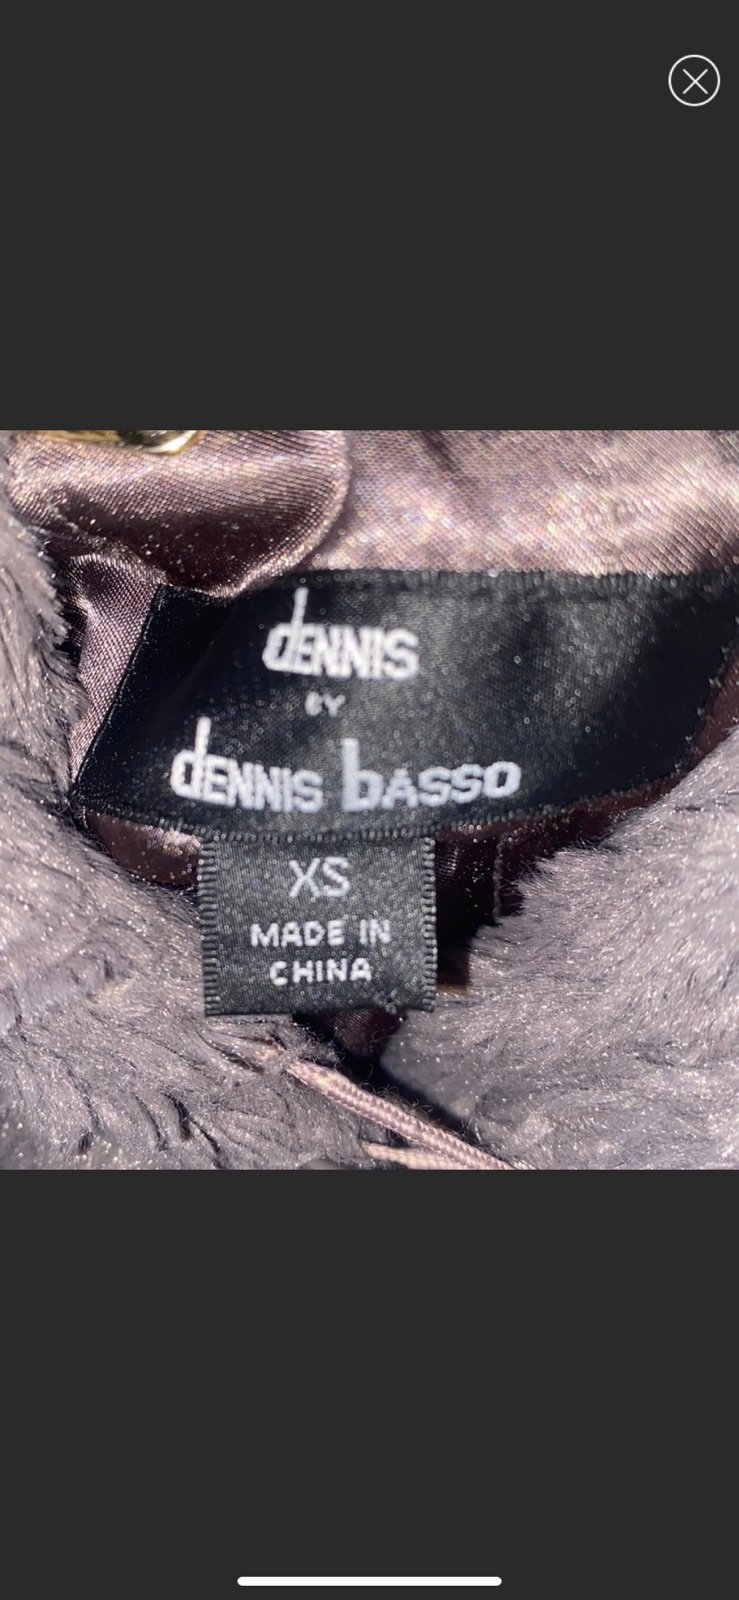 dENNIS
BY
dENNIS bASSO
XS
MADE IN
CHINA